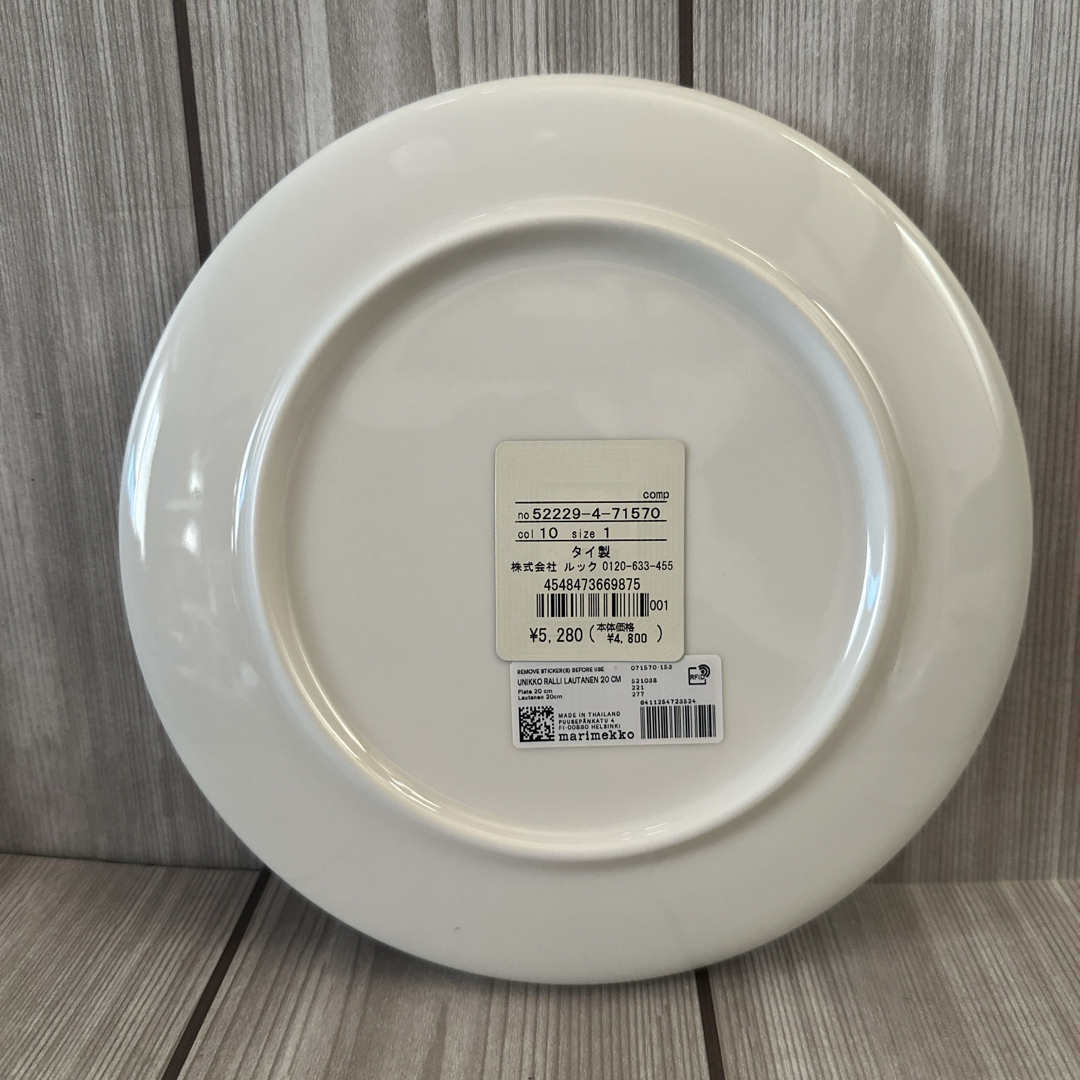 comp
no 52229-4-71570
col 10 size 1
タイ製
株式会社 ルック 0120-633-455
4548473669875
001
¥5,280 (本体価格 ¥4,800)
REMOVE STICKER(S) BEFORE USE
071570-153
UNIKKO RALLI LAUTANEN 20 CM
521038
Plate 20 cm
221
Lautanen 20cm
277
RFID
6411254723524
MADE IN THAILAND
PUUSEPÄNKATU 4
FI-00880 HELSINKI
marimekko